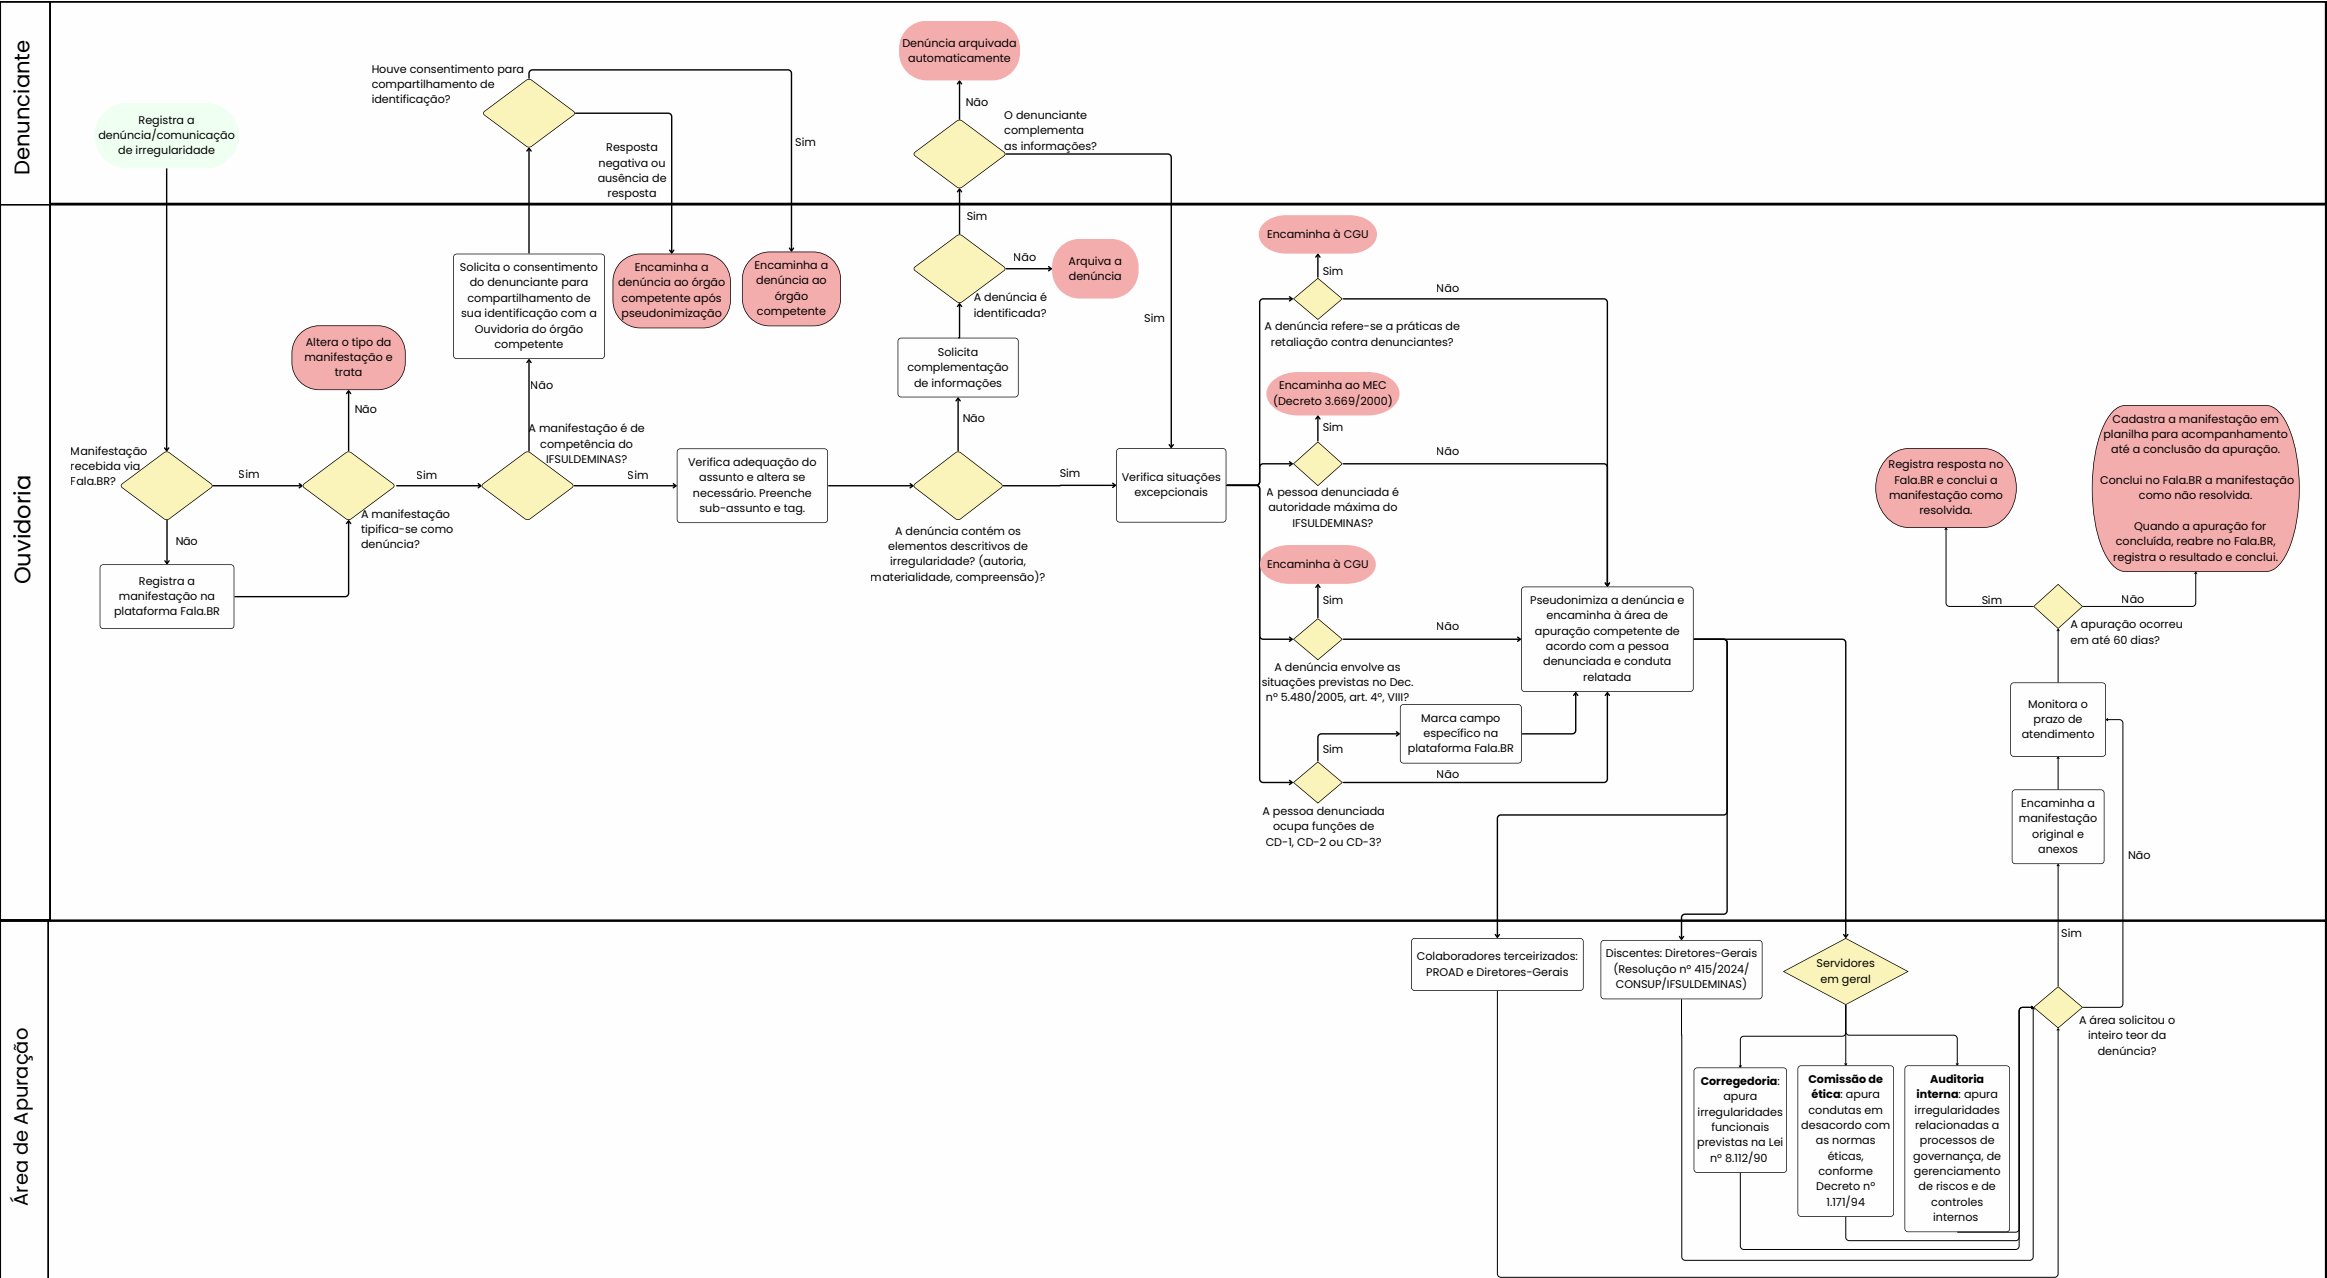 Denunciante
Registra a
denúncia/comunicação
de irregularidade
Houve consentimento para
compartilhamento de
identificação?
Resposta
negativa ou
ausência de
resposta
Sim
Denúncia arquivada
automaticamente
Não
O denunciante
complementa
as informações?
Ouvidoria
Manifestação
recebida via
Fala.BR?
Sim
Não
Registra a
manifestação na
plataforma Fala.BR
Altera o tipo da
manifestação e
trata
Não
A manifestação
tipifica-se como
denúncia?
Sim
Solicita o consentimento
do denunciante para
compartilhamento de
sua identificação com a
Ouvidoria do órgão
competente
Encaminha a
denúncia ao órgão
competente após
pseudonimização
Encaminha a
denúncia ao
órgão
competente
Não
A manifestação é de
competência do
IFSULDEMINAS?
Sim
Verifica adequação do
assunto e altera se
necessário. Preenche
sub-assunto e tag.
Sim
Não
Arquiva a
denúncia
A denúncia é
identificada?
Solicita
complementação
de informações
Não
A denúncia contém os
elementos descritivos de
irregularidade? (autoria,
materialidade, compreensão)?
Sim
Sim
Verifica situações
excepcionais
Encaminha à CGU
Sim
Não
A denúncia refere-se a práticas de
retaliação contra denunciantes?
Encaminha ao MEC
(Decreto 3.669/2000)
Sim
Não
A pessoa denunciada é
autoridade máxima do
IFSULDEMINAS?
Encaminha à CGU
Sim
Não
A denúncia envolve as
situações previstas no Dec.
nº 5.480/2005, art. 4º, VIII?
Marca campo
específico na
plataforma Fala.BR
Sim
Não
A pessoa denunciada
ocupa funções de
CD-1, CD-2 ou CD-3?
Pseudonimiza a denúncia e
encaminha à área de
apuração competente de
acordo com a pessoa
denunciada e conduta
relatada
Registra resposta no
Fala.BR e conclui a
manifestação como
resolvida.
Cadastra a manifestação em
planilha para acompanhamento
até a conclusão da apuração.
Conclui no Fala.BR a manifestação
como não resolvida.
Quando a apuração for
concluída, reabre no Fala.BR,
registra o resultado e conclui.
Sim
Não
A apuração ocorreu
em até 60 dias?
Monitora o
prazo de
atendimento
Encaminha a
manifestação
original e
anexos
Não
Área de Apuração
Sim
Colaboradores terceirizados:
PROAD e Diretores-Gerais
Discentes: Diretores-Gerais
(Resolução nº 415/2024/
CONSUP/IFSULDEMINAS)
Servidores
em geral
A área solicitou o
inteiro teor da
denúncia?
Corregedoria:
apura
irregularidades
funcionais
previstas na Lei
nº 8.112/90
Comissão de
ética: apura
condutas em
desacordo com
as normas
éticas,
conforme
Decreto nº
1.171/94
Auditoria
interna: apura
irregularidades
relacionadas a
processos de
governança, de
gerenciamento
de riscos e de
controles
internos